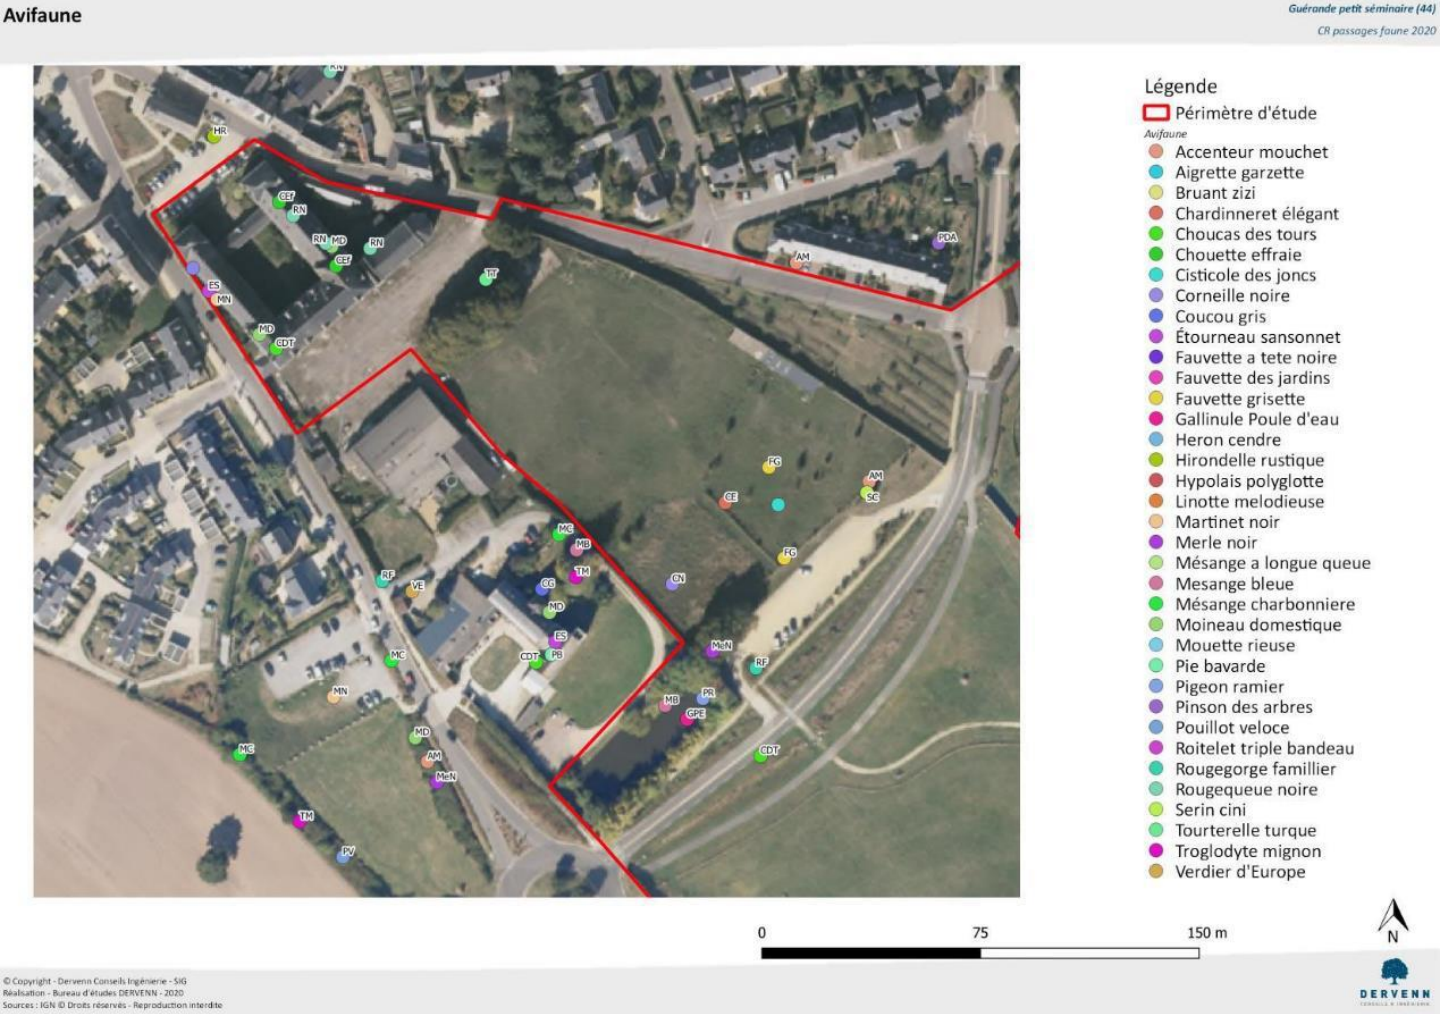 Avifaune
Guérande petit séminaire (44)
CR passages faune 2020
RN
HR
CEf
RN
RN
MD
RN
CEf
PDA
AM
TT
ES
MN
MD
CDT
FG
AM
CE
SC
MC
MB
FG
TM
RF
VE
CG
CN
MD
ES
CDT
PB
MeN
MC
RF
MN
MB
PR
GPE
MD
MC
CDT
AM
MeN
TM
PV
Légende
Périmètre d'étude
Avifaune
Accenteur mouchet
Aigrette garzette
Bruant zizi
Chardinneret élégant
Choucas des tours
Chouette effraie
Cisticole des joncs
Corneille noire
Coucou gris
Étourneau sansonnet
Fauvette a tete noire
Fauvette des jardins
Fauvette grisette
Gallinule Poule d'eau
Heron cendre
Hirondelle rustique
Hypolais polyglotte
Linotte melodieuse
Martinet noir
Merle noir
Mésange a longue queue
Mesange bleue
Mésange charbonniere
Moineau domestique
Mouette rieuse
Pie bavarde
Pigeon ramier
Pinson des arbres
Pouillot veloce
Roitelet triple bandeau
Rougegorge famillier
Rougequeue noire
Serin cini
Tourterelle turque
Troglodyte mignon
Verdier d'Europe
0 75 150 m
N
© Copyright - Dervenn Conseils Ingénierie - SIG
Réalisation - Bureau d'études DERVENN - 2020
Sources : IGN © Droits réservés - Reproduction interdite
DERVENN
CONSEILS & INGÉNIERIE